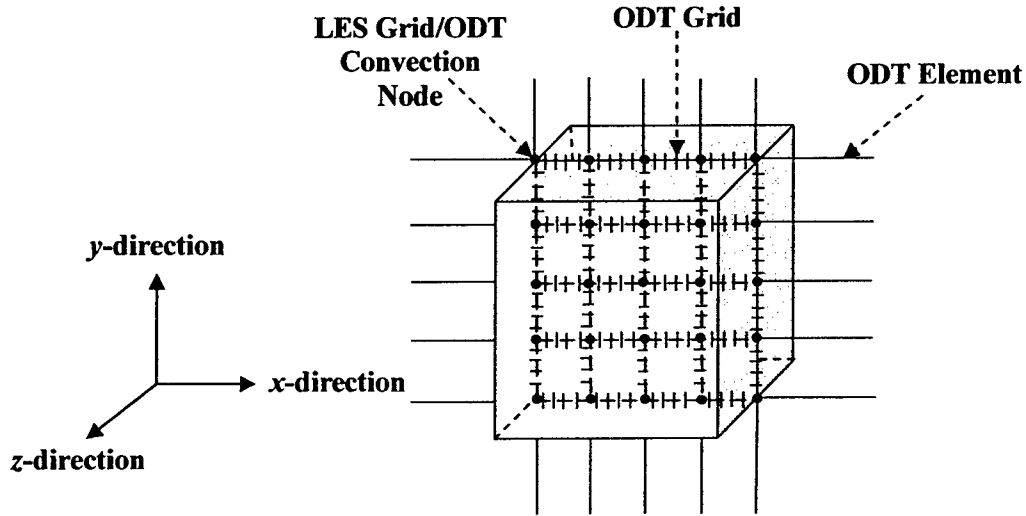 LES Grid/ODT
Convection
Node
ODT Grid
ODT Element
y-direction
x-direction
z-direction